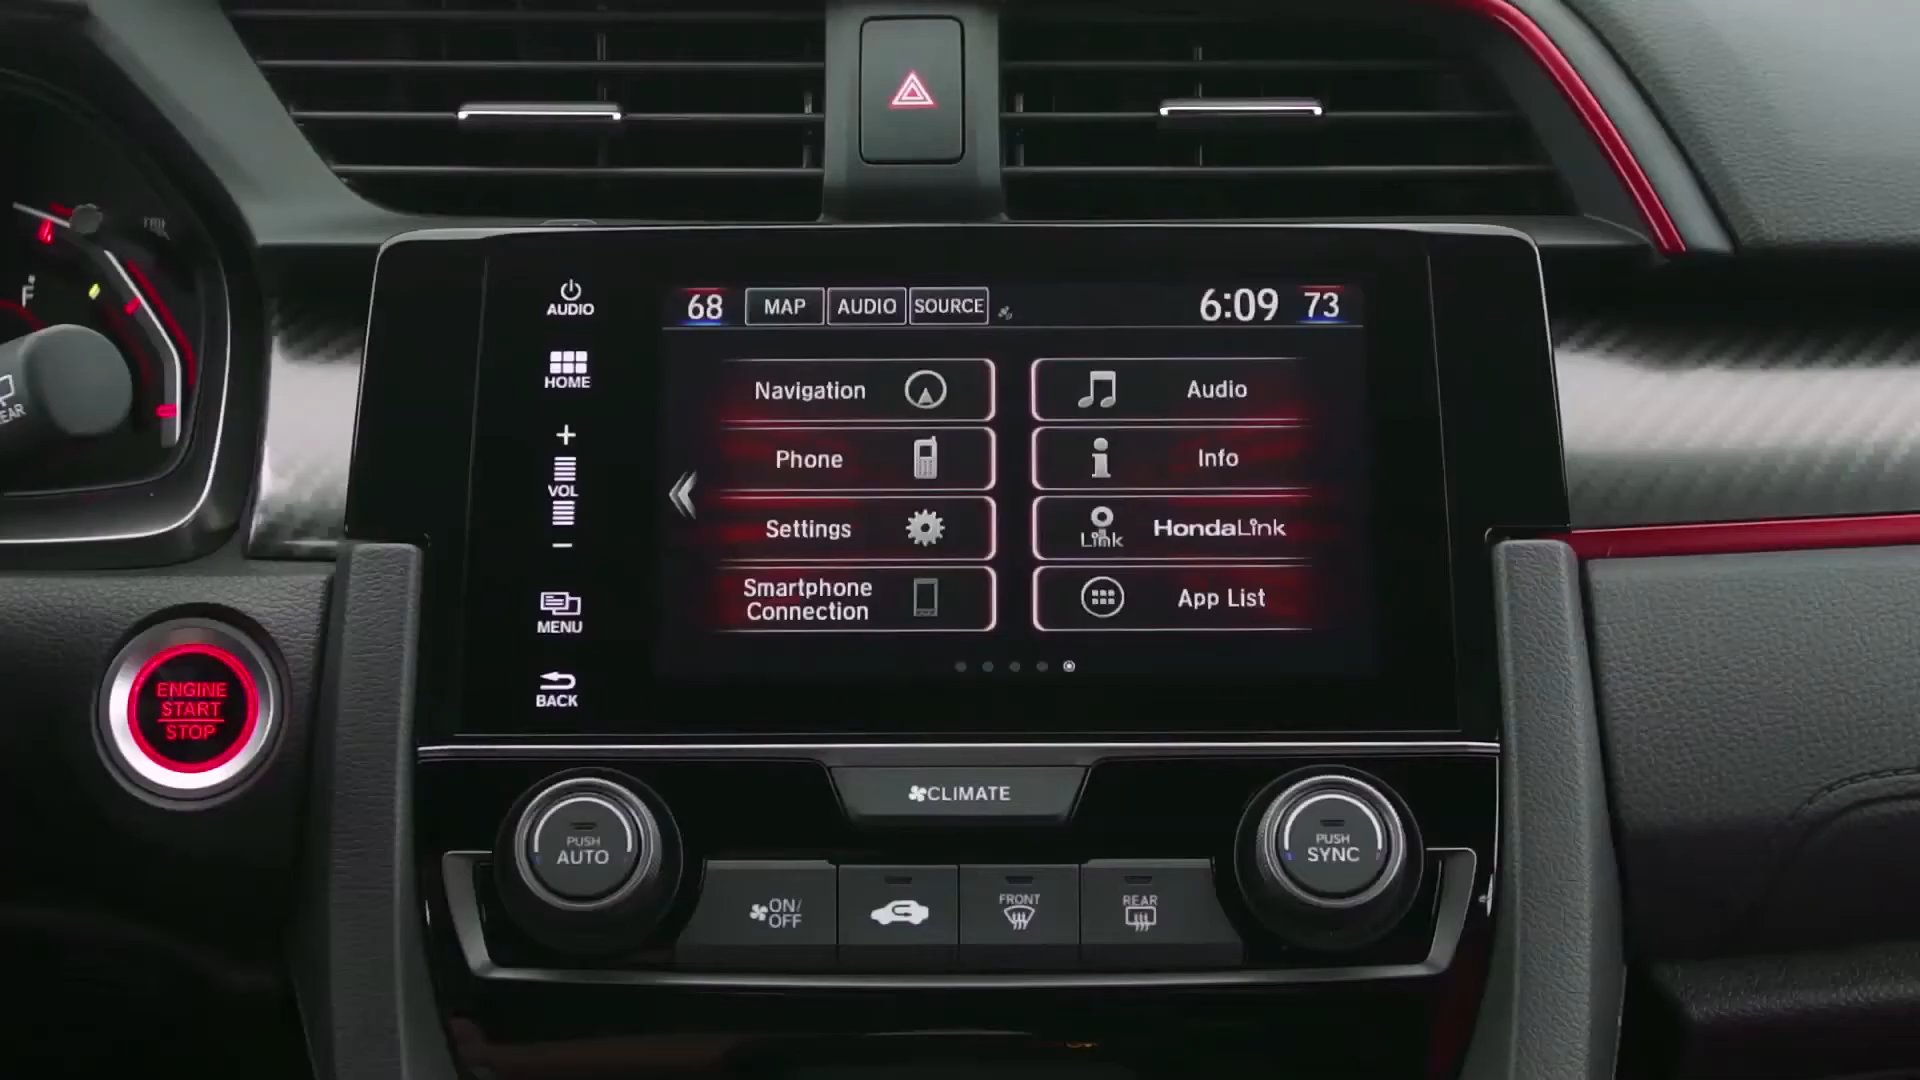 F
EAR
AUDIO
HOME
+
VOL
−
MENU
BACK
68 MAP AUDIO SOURCE 6:09 73
Navigation
Audio
Phone
Info
Settings
Link HondaLink
Smartphone
Connection
App List
ENGINE
START
STOP
CLIMATE
PUSH
AUTO
PUSH
SYNC
ON/
OFF
FRONT
REAR